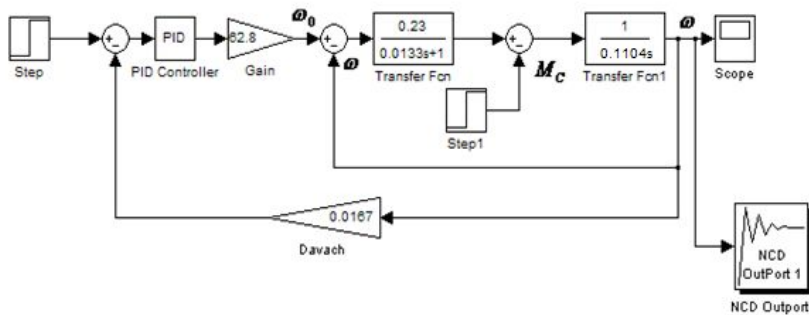 Step
PID
PID Controller
62.8
Gain
ω₀
ω
0.23
0.0133s+1
Transfer Fcn
Step1
M_C
1
0.1104s
Transfer Fcn1
ω
Scope
0.0167
Davach
NCD
OutPort 1
NCD Outport